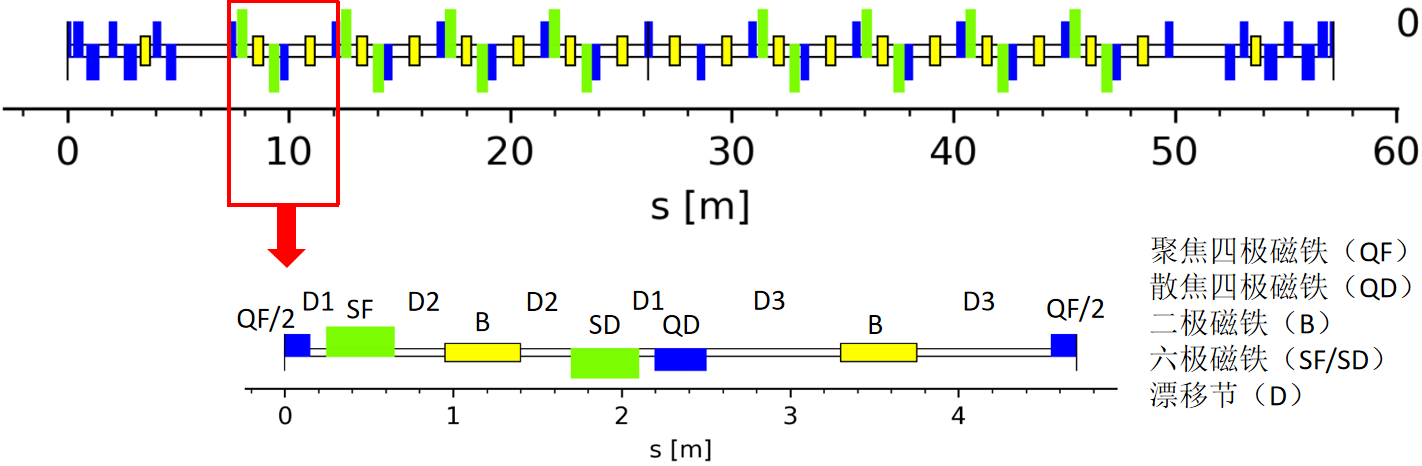 0
0 10 20 30 40 50 60
s [m]
QF/2 D1 SF D2 B D2 SD D1 QD D3 B D3 QF/2
0 1 2 3 4
s [m]
聚焦四极磁铁（QF）
散焦四极磁铁（QD）
二极磁铁（B）
六极磁铁（SF/SD）
漂移节（D）